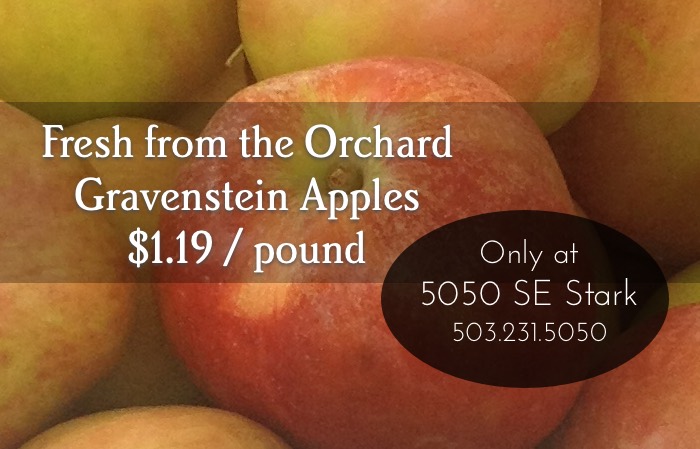 Fresh from the Orchard
Gravenstein Apples
$1.19 / pound
Only at
5050 SE Stark
503.231.5050